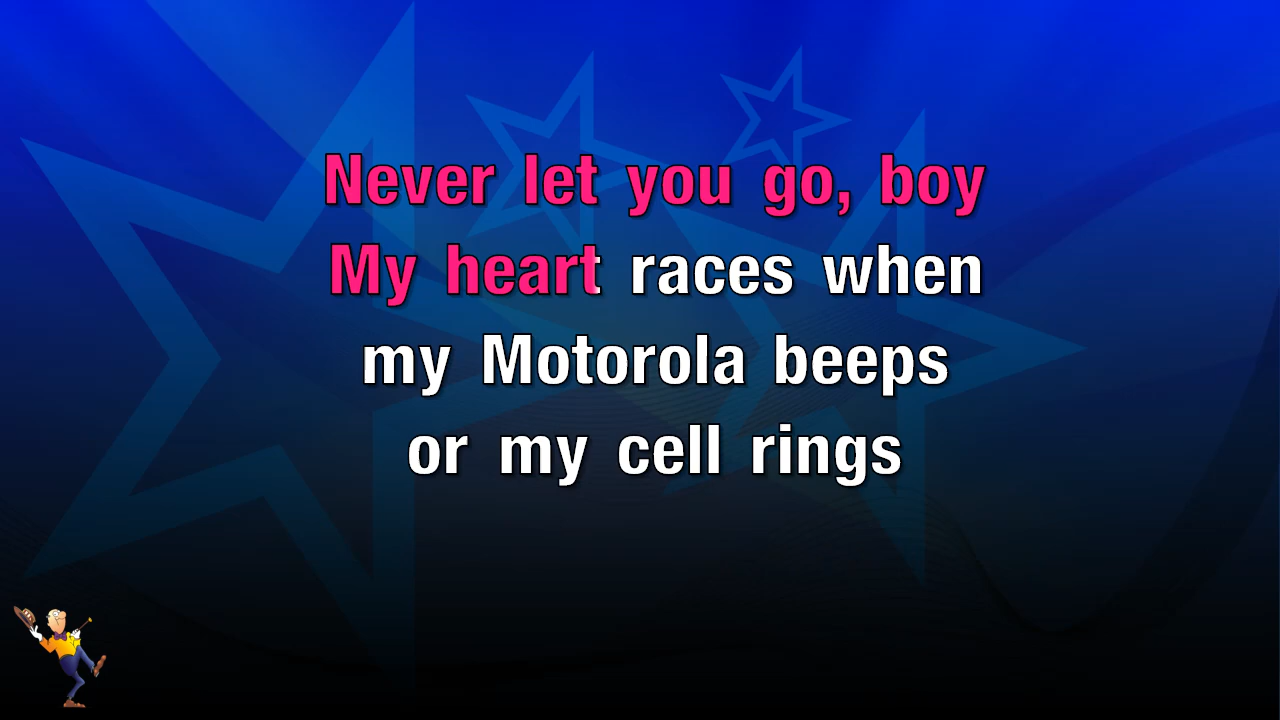 Never let you go, boy
My heart races when
my Motorola beeps
or my cell rings